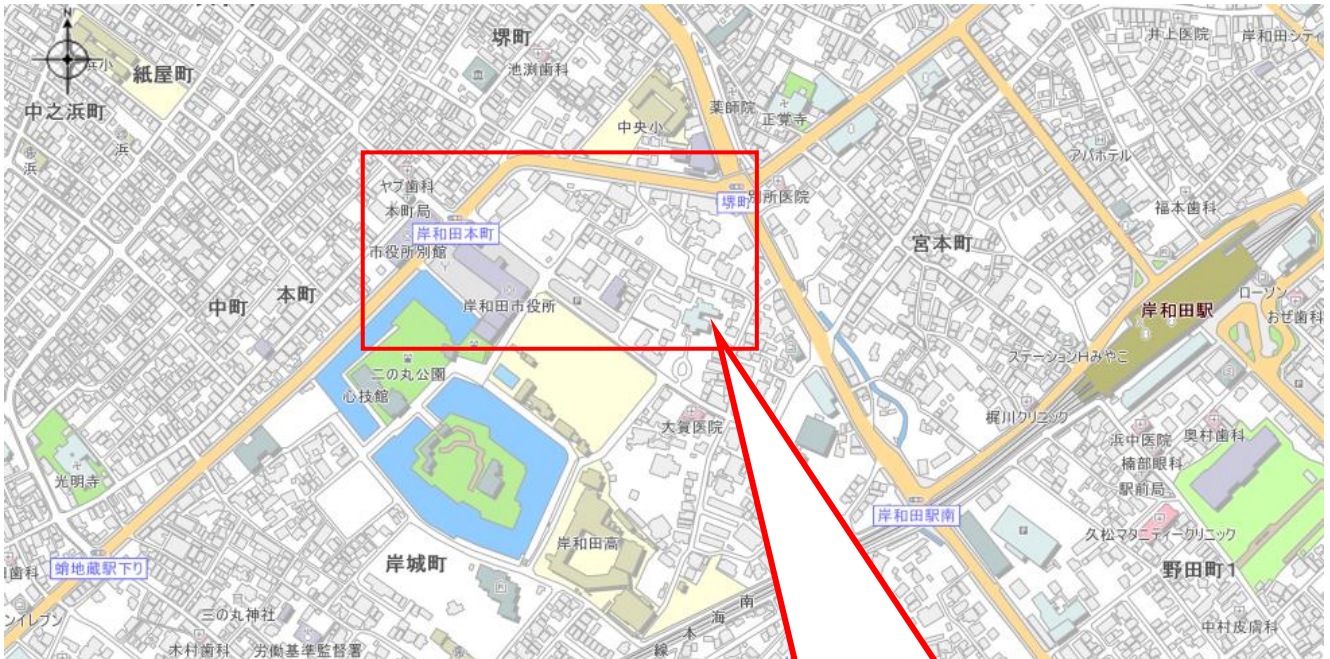 N
堺町
池渕歯科
井上医院
岸和田シティ
浜小
紙屋町
中之浜町
浜
浜
中央小
薬師院
正覚寺
アパホテル
ヤブ歯科
本町局
堺町
別所医院
福本歯科
岸和田本町
市役所別館
宮本町
中町
本町
岸和田市役所
岸和田駅
ローソン
おぜ歯科
二の丸公園
心技館
ステーションHみやこ
大賀医院
梶川クリニック
浜中医院
奥村歯科
楠部眼科
駅前局
光明寺
岸和田駅南
久松マタニティークリニック
岸和田高
蛸地蔵駅下り
歯科
岸城町
野田町1
三の丸神社
ンイレブン
南海本線
中村皮膚科
木村歯科
労働基準監督署